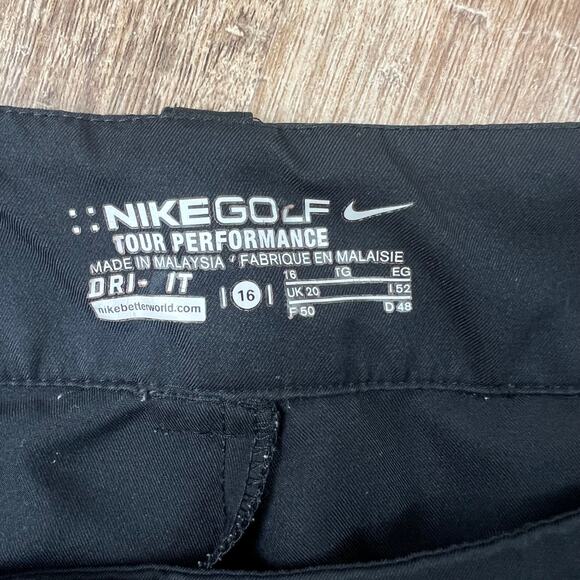 NIKEGOLF
TOUR PERFORMANCE
MADE IN MALAYSIA FABRIQUE EN MALAISIE
DRI- IT
nikebetterworld.com
16
16 TG EG
UK 20 I 52
F 50 D 48